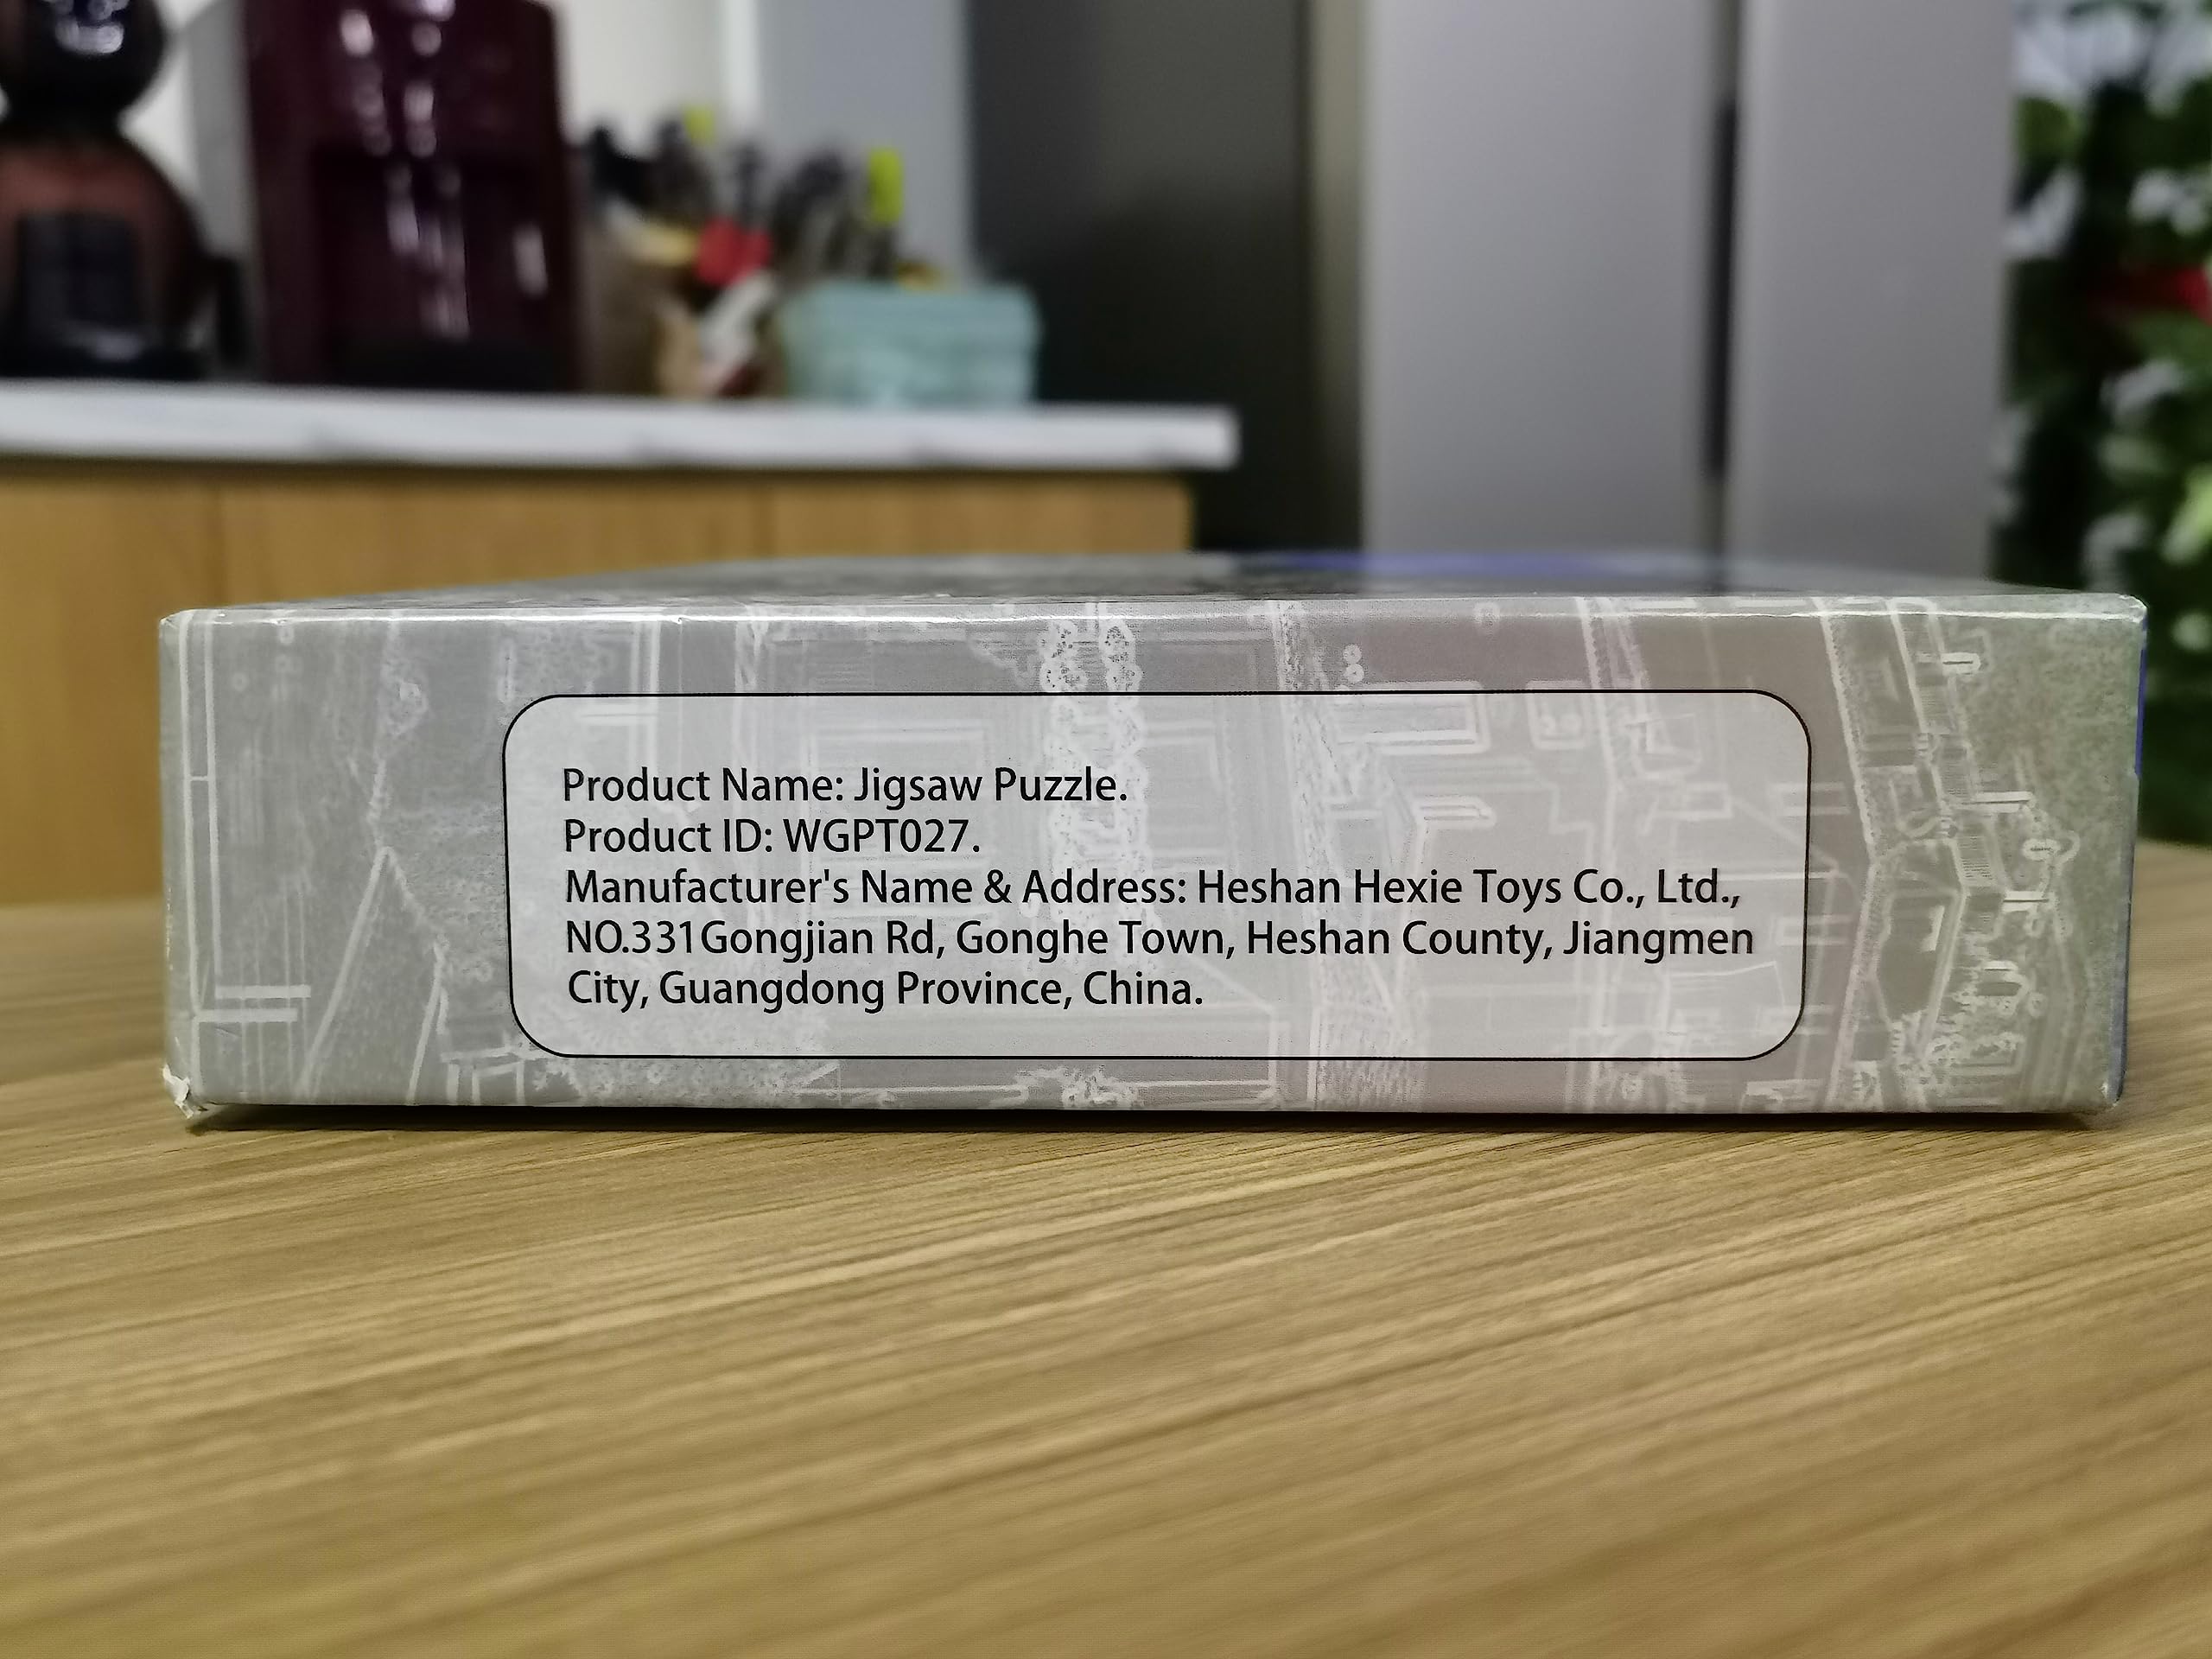 Product Name: Jigsaw Puzzle.
Product ID: WGPT027.
Manufacturer's Name & Address: Heshan Hexie Toys Co., Ltd.,
NO.331Gongjian Rd, Gonghe Town, Heshan County, Jiangmen
City, Guangdong Province, China.